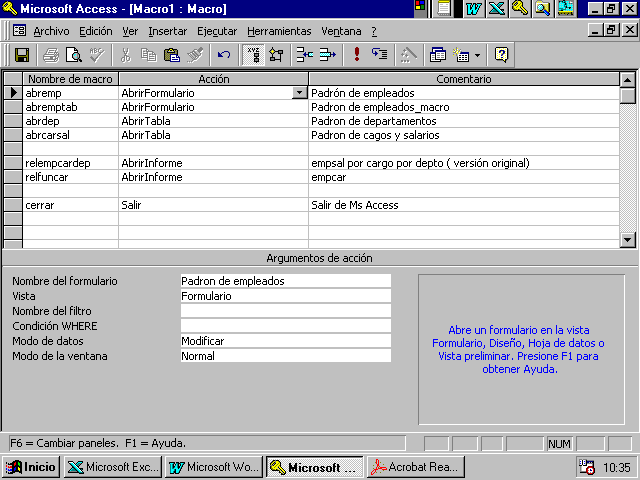 Microsoft Access - [Macro1 : Macro]
Archivo Edición Ver Insertar Ejecutar Herramientas Ventana ?
Nombre de macro Acción Comentario
abremp AbrirFormulario Padrón de empleados
abremptab AbrirFormulario Padron de empleados_macro
abrdep AbrirTabla Padron de departamentos
abrcarsal AbrirTabla Padron de cagos y salarios
relempcardep AbrirInforme empsal por cargo por depto ( versión original)
relfuncar AbrirInforme empcar
cerrar Salir Salir de Ms Access
Argumentos de acción
Nombre del formulario Padron de empleados
Vista Formulario
Nombre del filtro
Condición WHERE
Modo de datos Modificar
Modo de la ventana Normal
Abre un formulario en la vista
Formulario, Diseño, Hoja de datos o
Vista preliminar. Presione F1 para
obtener Ayuda.
F6 = Cambiar paneles. F1 = Ayuda. NUM
Inicio Microsoft Exc... Microsoft Wo... Microsoft ... Acrobat Rea... 10:35